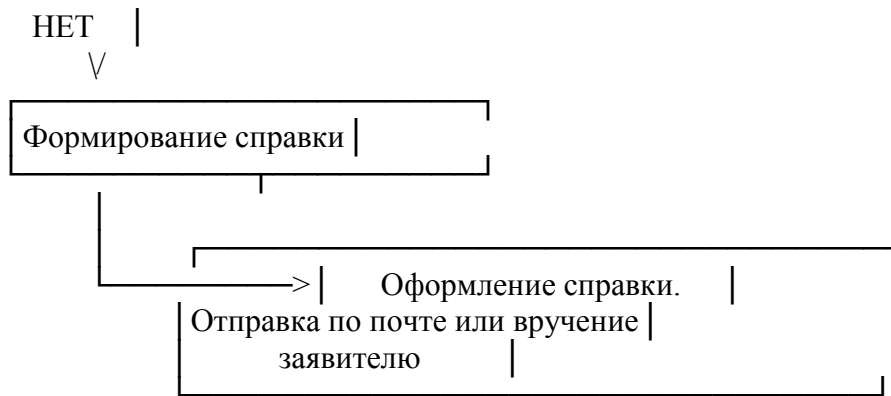 НЕТ
\/
Формирование справки
> Оформление справки.
Отправка по почте или вручение
заявителю